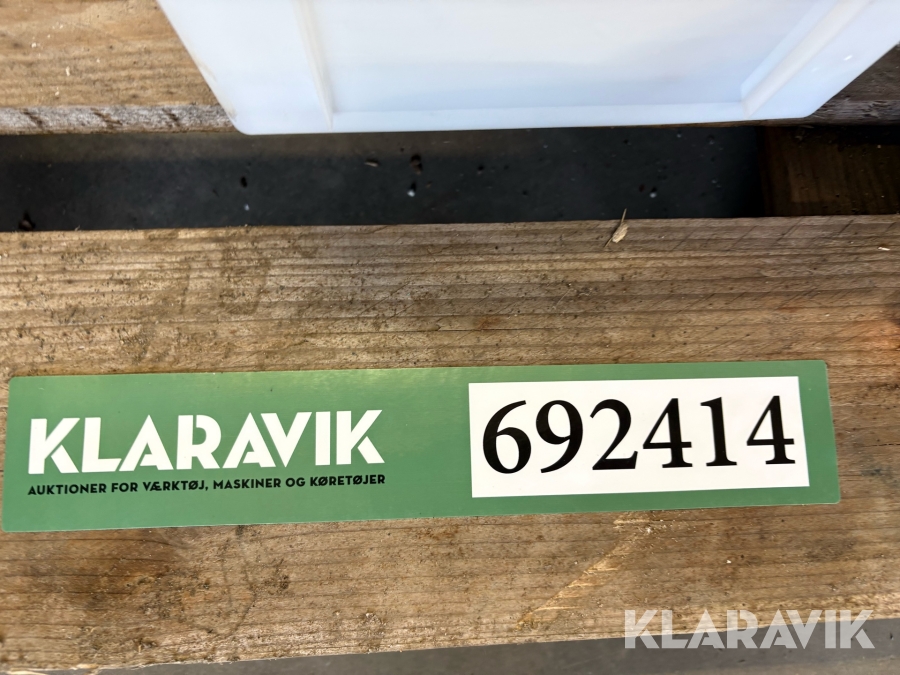 KLARAVIK
AUKTIONER FOR VÆRKTØJ, MASKINER OG KØRETØJER
692414
KLARAVIK